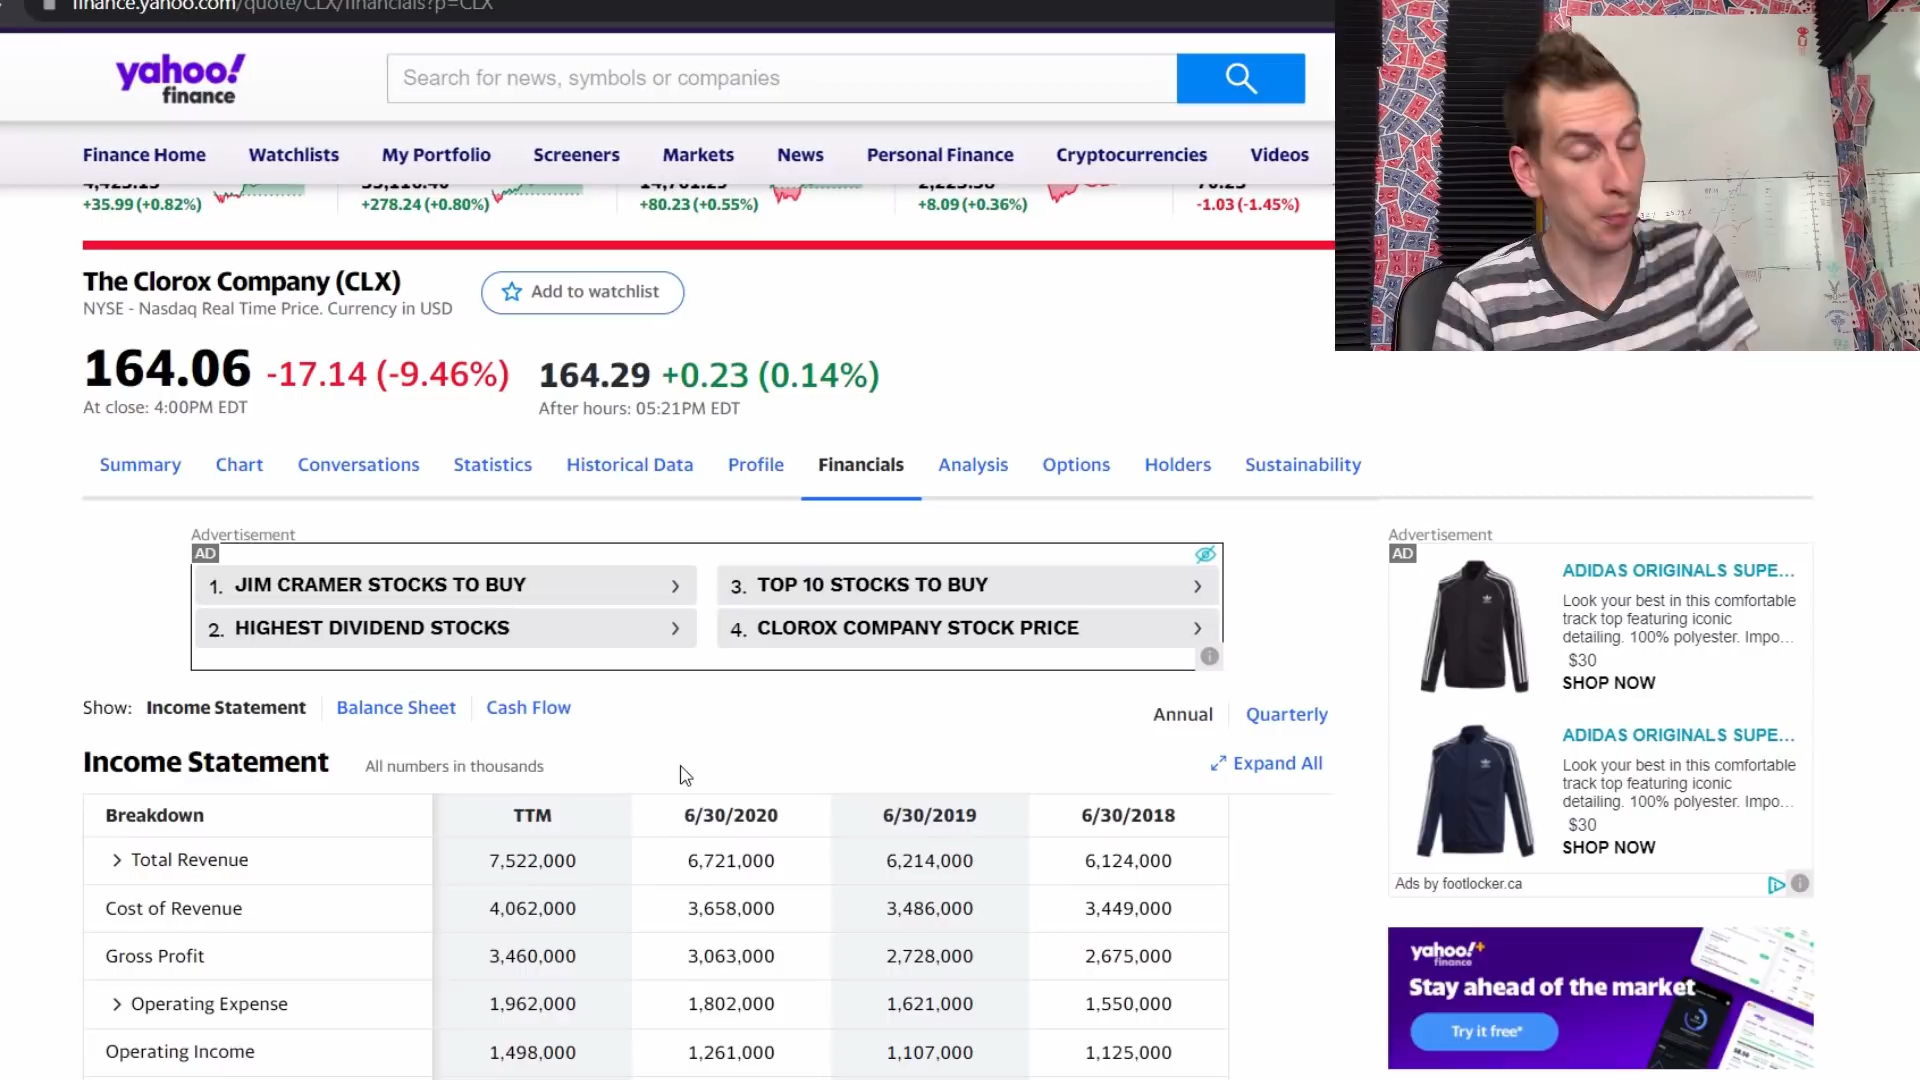 finance.yahoo.com/quote/CLX/financials?p=CLX
yahoo!
finance
Search for news, symbols or companies
Finance Home Watchlists My Portfolio Screeners Markets News Personal Finance Cryptocurrencies Videos
+35.99 (+0.82%) +278.24 (+0.80%) +80.23 (+0.55%) +8.09 (+0.36%) -1.03 (-1.45%)
The Clorox Company (CLX)
Add to watchlist
NYSE - Nasdaq Real Time Price. Currency in USD
164.06 -17.14 (-9.46%) 164.29 +0.23 (0.14%)
At close: 4:00PM EDT After hours: 05:21PM EDT
Summary Chart Conversations Statistics Historical Data Profile Financials Analysis Options Holders Sustainability
Advertisement
AD
1. JIM CRAMER STOCKS TO BUY
3. TOP 10 STOCKS TO BUY
2. HIGHEST DIVIDEND STOCKS
4. CLOROX COMPANY STOCK PRICE
Show: Income Statement Balance Sheet Cash Flow
Annual Quarterly
Income Statement All numbers in thousands
Expand All
Breakdown TTM 6/30/2020 6/30/2019 6/30/2018
Total Revenue 7,522,000 6,721,000 6,214,000 6,124,000
Cost of Revenue 4,062,000 3,658,000 3,486,000 3,449,000
Gross Profit 3,460,000 3,063,000 2,728,000 2,675,000
Operating Expense 1,962,000 1,802,000 1,621,000 1,550,000
Operating Income 1,498,000 1,261,000 1,107,000 1,125,000
Advertisement
AD
ADIDAS ORIGINALS SUPE...
Look your best in this comfortable
track top featuring iconic
detailing. 100% polyester. Impo...
$30
SHOP NOW
ADIDAS ORIGINALS SUPE...
Look your best in this comfortable
track top featuring iconic
detailing. 100% polyester. Impo...
$30
SHOP NOW
Ads by footlocker.ca
yahoo!+
finance
Stay ahead of the market
Try it free*